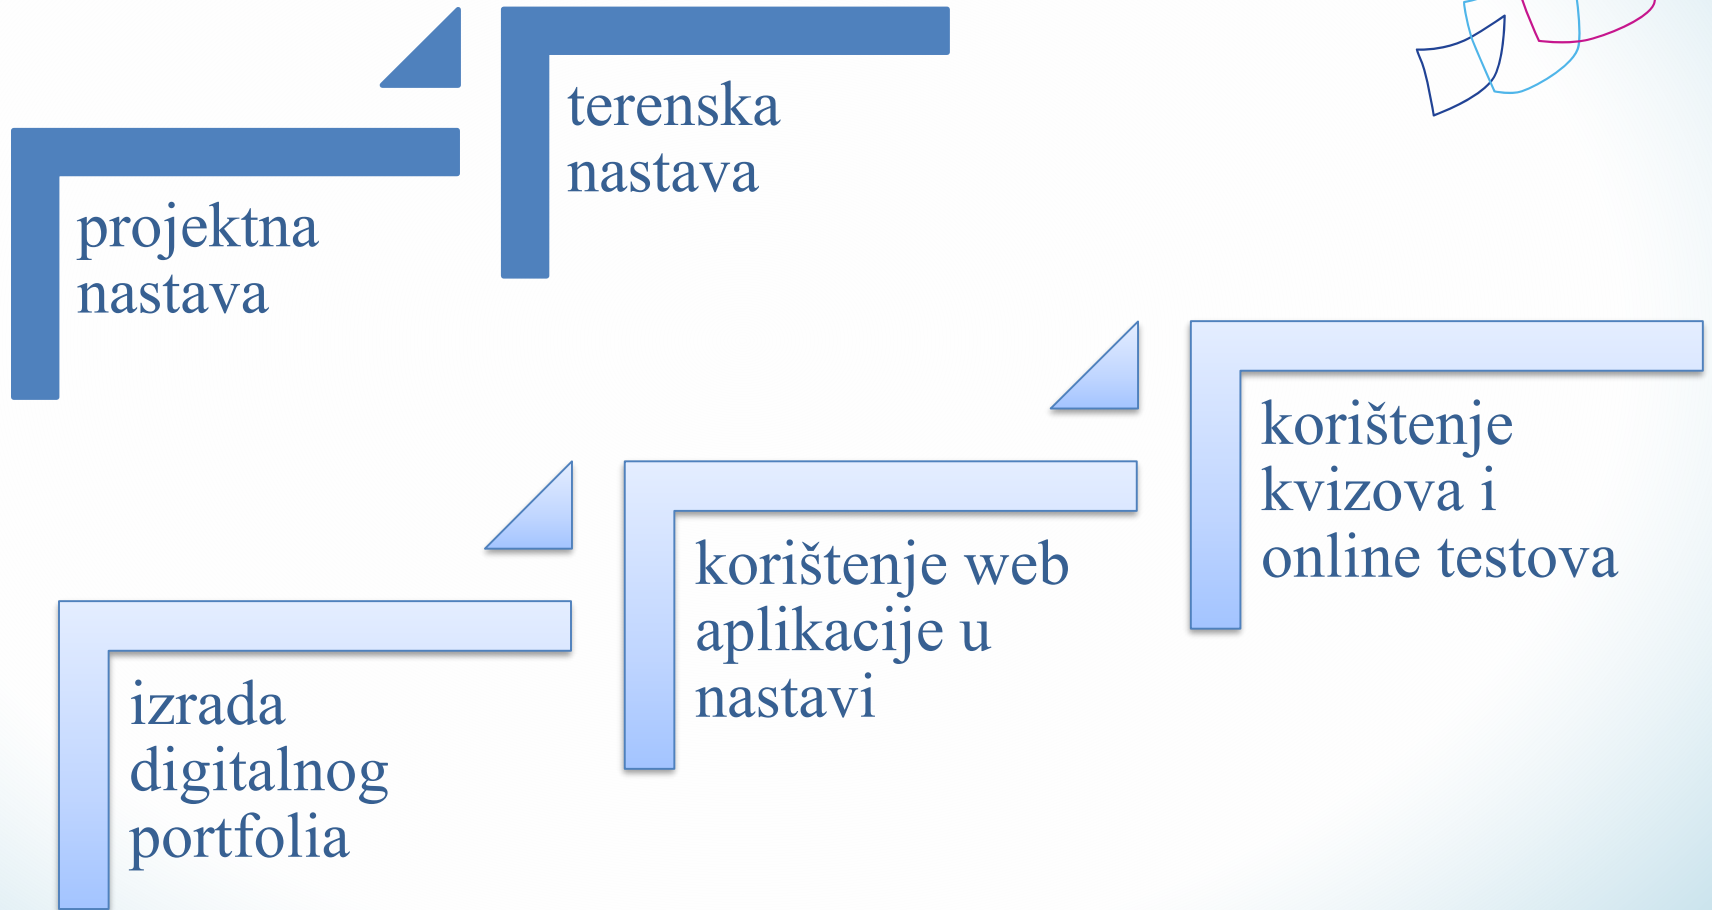 projektna
nastava
terenska
nastava
izrada
digitalnog
portfolia
korištenje web
aplikacije u
nastavi
korištenje
kvizova i
online testova